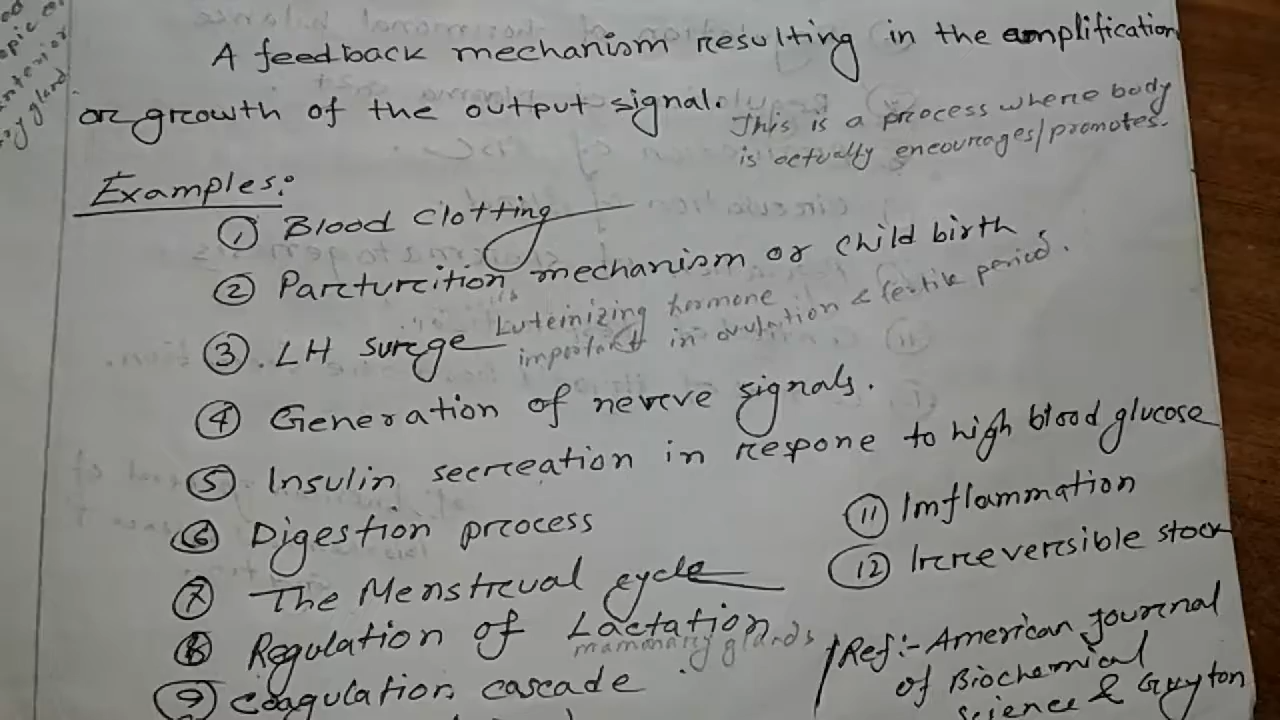 A feedback mechanism resulting in the amplification
or growth of the output signal.
This is a process where body
is actually encourages/promotes.
Examples:
① Blood clotting
② Parturition mechanism or child birth
③ LH surge
Luteinizing hormone
important in ovulation & fertile period.
④ Generation of nerve signals.
⑤ Insulin secreation in respone to high blood glucose
⑥ Digestion process
⑦ The Menstrual cycle
⑧ Regulation of Lactation
mammary glands
⑨ Coagulation cascade
⑪ Imflammation
⑫ Irreversible stock
Ref:- American Journal
of Biochemical
science & Guyton